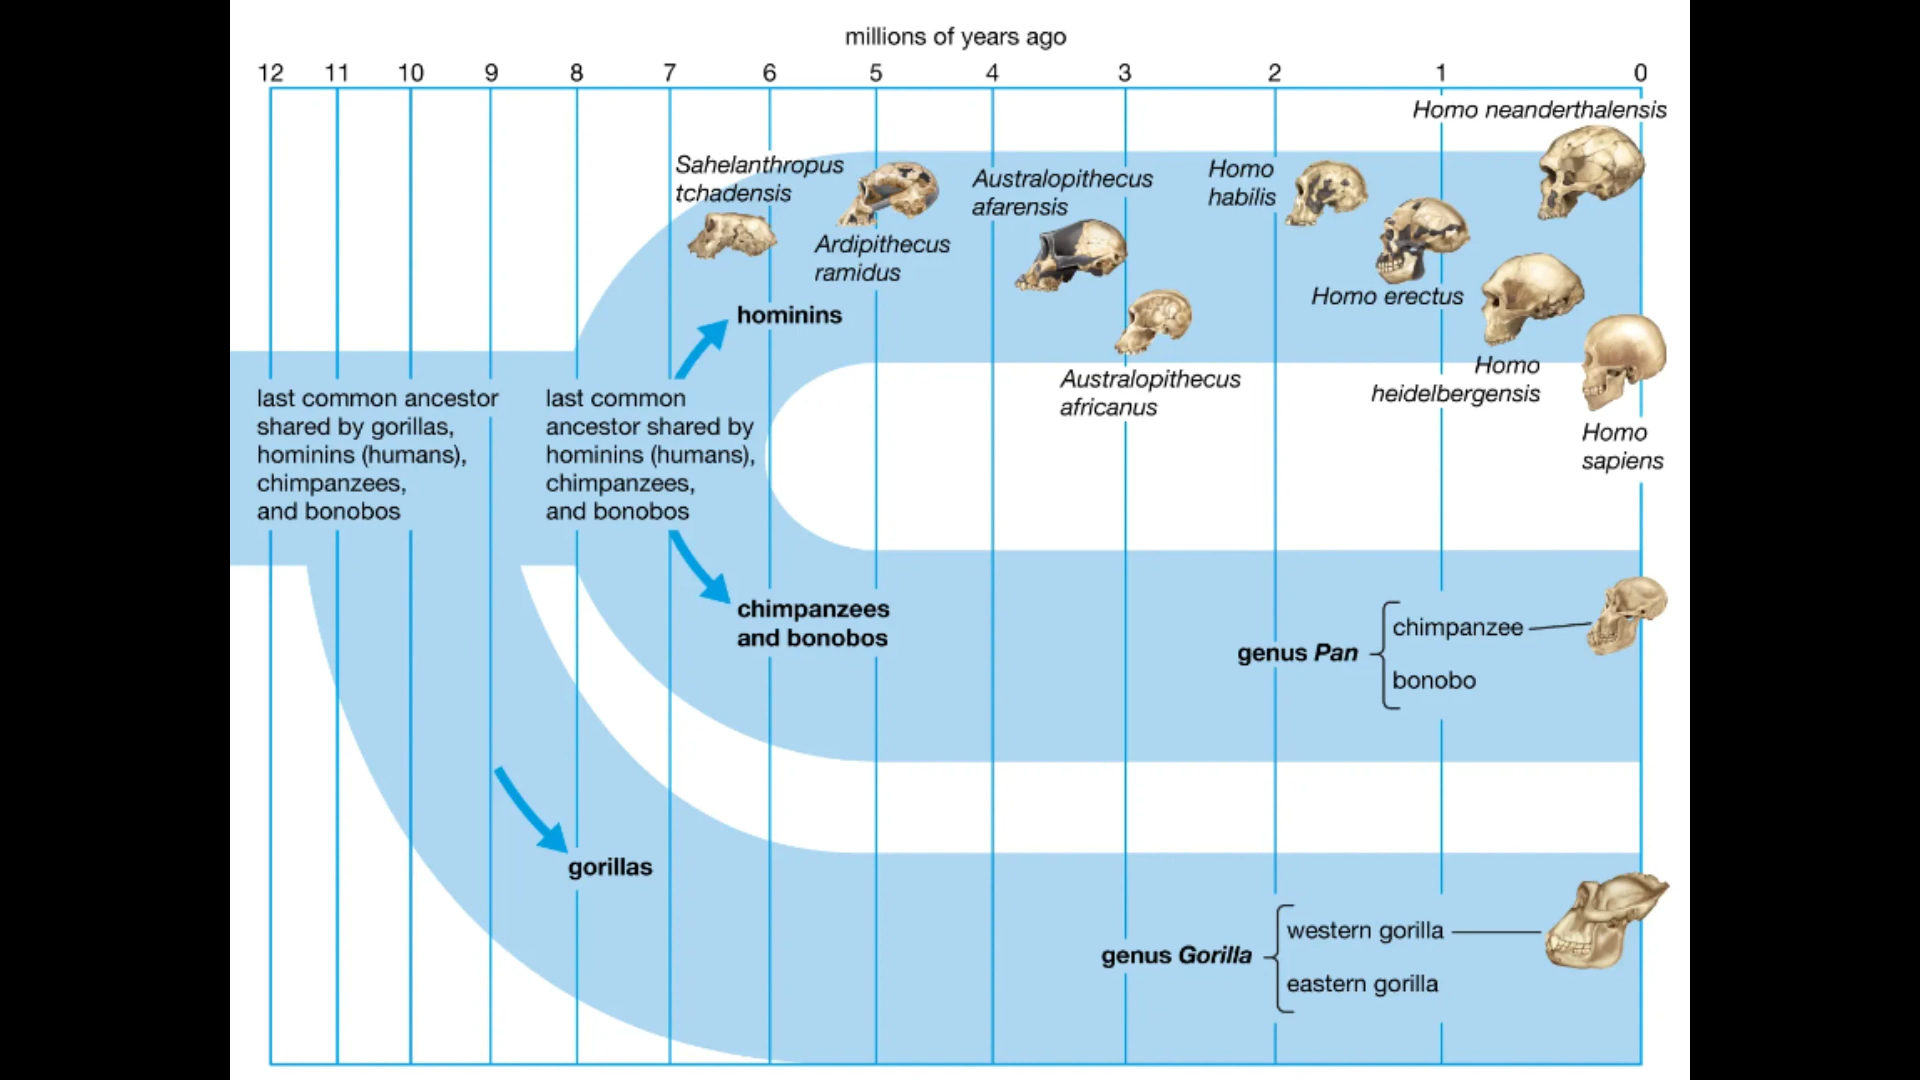 millions of years ago
12 11 10 9 8 7 6 5 4 3 2 1 0
Homo neanderthalensis
Sahelanthropus
tchadensis
Ardipithecus
ramidus
Australopithecus
afarensis
Australopithecus
africanus
Homo
habilis
Homo erectus
Homo
heidelbergensis
Homo
sapiens
hominins
last common ancestor
shared by gorillas,
hominins (humans),
chimpanzees,
and bonobos
last common
ancestor shared by
hominins (humans),
chimpanzees,
and bonobos
chimpanzees
and bonobos
genus Pan
chimpanzee
bonobo
gorillas
genus Gorilla
western gorilla
eastern gorilla